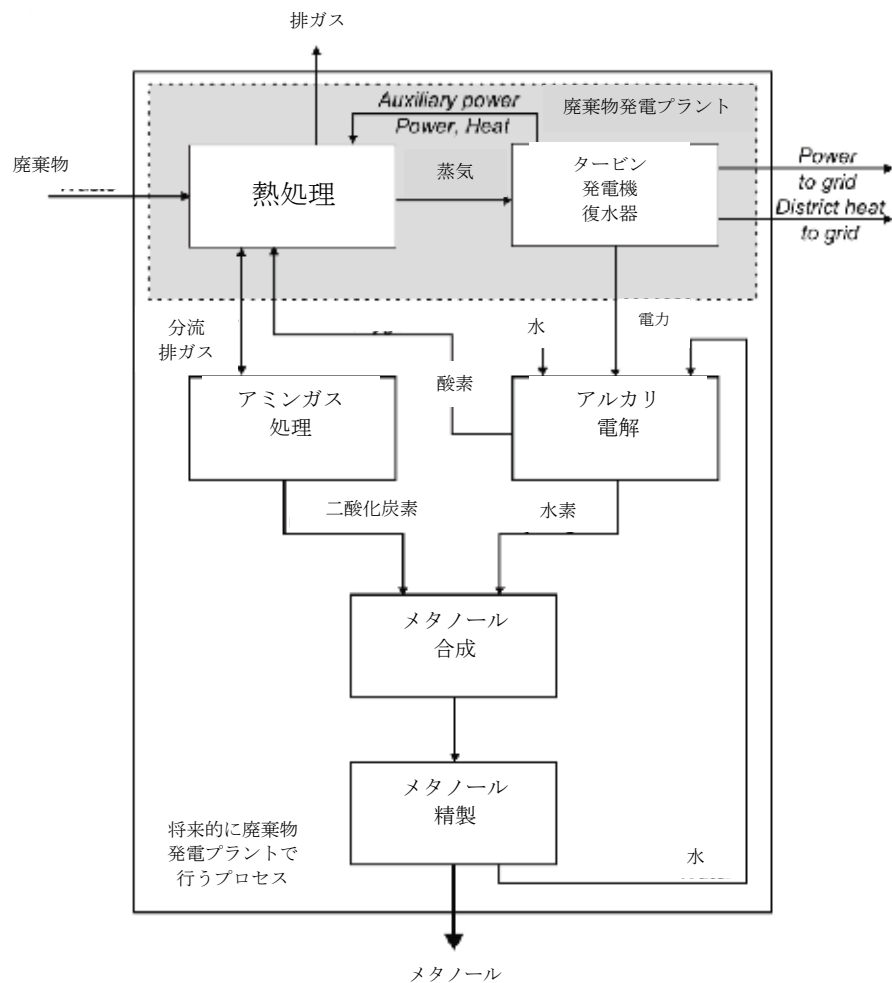 排ガス
Auxiliary power
Power, Heat
廃棄物発電プラント
廃棄物
熱処理
蒸気
タービン
発電機
復水器
Power
to grid
District heat
to grid
分流
排ガス
水
電力
酸素
アミンガス
処理
アルカリ
電解
二酸化炭素
水素
メタノール
合成
メタノール
精製
将来的に廃棄物
発電プラントで
行うプロセス
水
メタノール